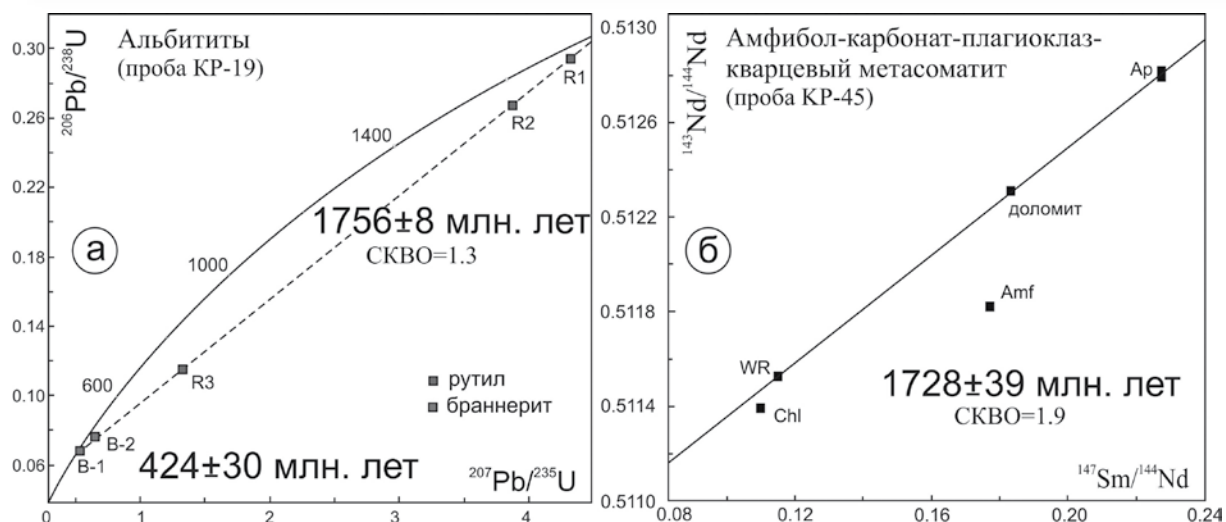 Альбититы
(проба КР-19)
²⁰⁶Pb/²³⁸U
0.30
0.26
0.22
0.18
0.14
0.10
0.06
600
1000
1400
R1
R2
R3
B-2
B-1
1756±8 млн. лет
СКВО=1.3
а
рутил
браннерит
424±30 млн. лет
²⁰⁷Pb/²³⁵U
1
2
3
4
Амфибол-карбонат-плагиоклаз-
кварцевый метасоматит
(проба КР-45)
¹⁴³Nd/¹⁴⁴Nd
0.5130
0.5126
0.5122
0.5118
0.5114
0.5110
Ap
доломит
Amf
WR
Chl
б
1728±39 млн. лет
СКВО=1.9
¹⁴⁷Sm/¹⁴⁴Nd
0.08
0.12
0.16
0.20
0.24